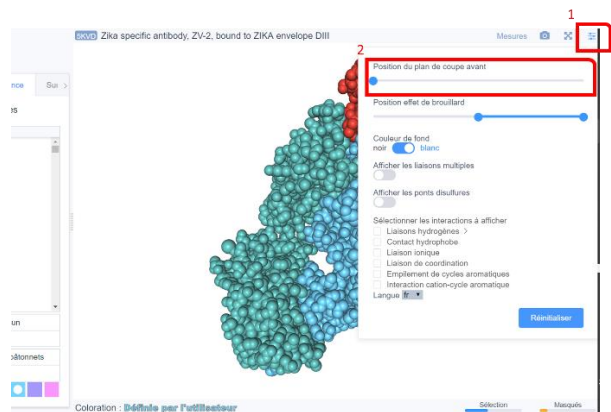 1
5KVD Zika specific antibody, ZV-2, bound to ZIKA envelope DIII
Mesures
2
Position du plan de coupe avant
nce Sur >
es
Position effet de brouillard
Couleur de fond
noir blanc
Afficher les liaisons multiples
Afficher les ponts disulfures
Sélectionner les interactions à afficher
Liaisons hydrogènes >
Contact hydrophobe
Liaison ionique
Liaison de coordination
Empilement de cycles aromatiques
Interaction cation-cycle aromatique
Langue fr
Réinitialiser
un
bâtonnets
Coloration : Définie par l'utilisateur
Sélection
Masqués